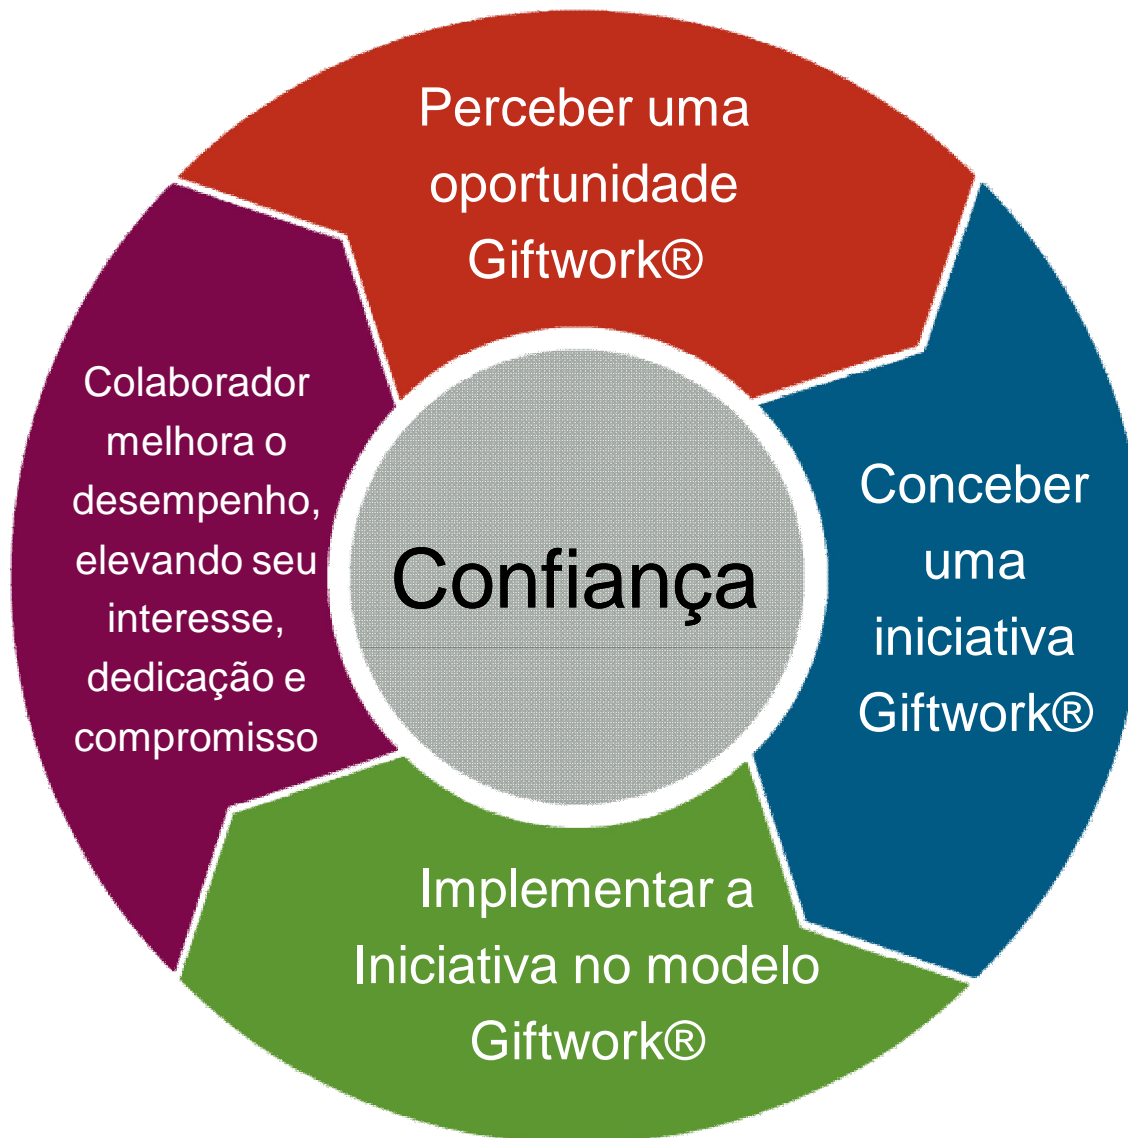 Perceber uma
oportunidade
Giftwork®
Conceber
uma
iniciativa
Giftwork®
Implementar a
Iniciativa no modelo
Giftwork®
Colaborador
melhora o
desempenho,
elevando seu
interesse,
dedicação e
compromisso
Confiança